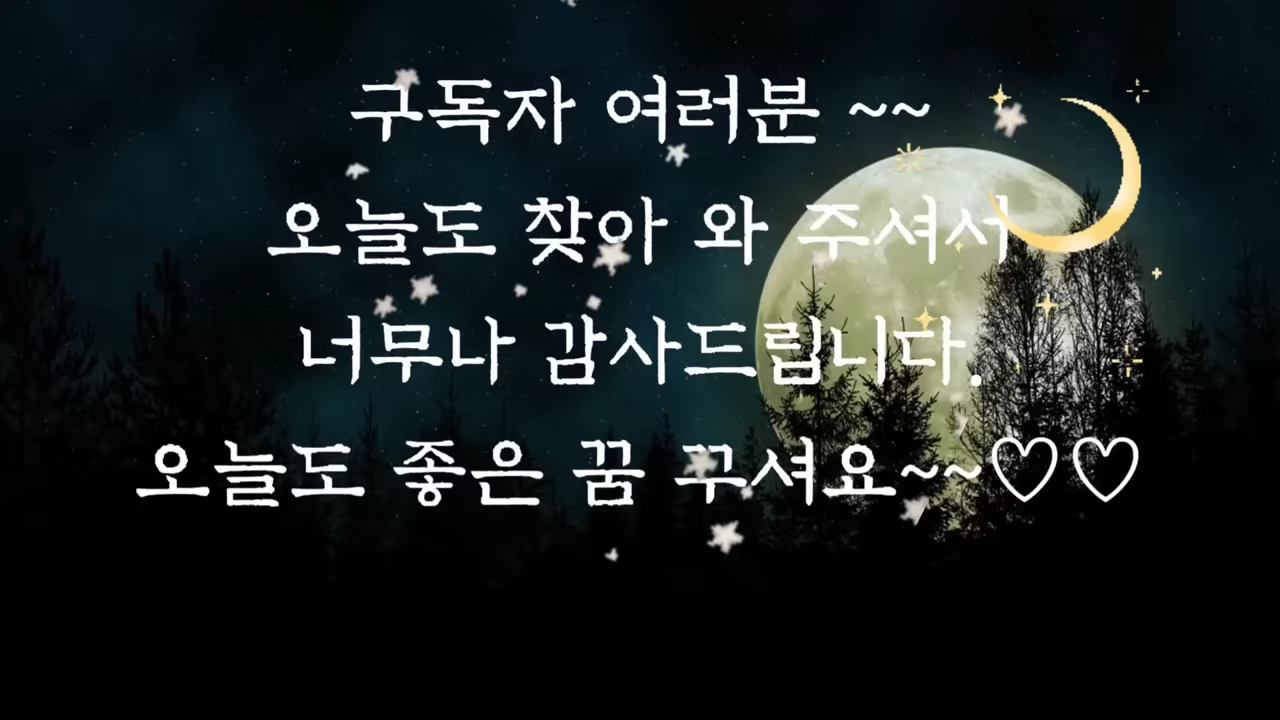 구독자 여러분 ~~
오늘도 찾아 와 주셔서
너무나 감사드립니다.
오늘도 좋은 꿈 꾸셔요~~♡♡